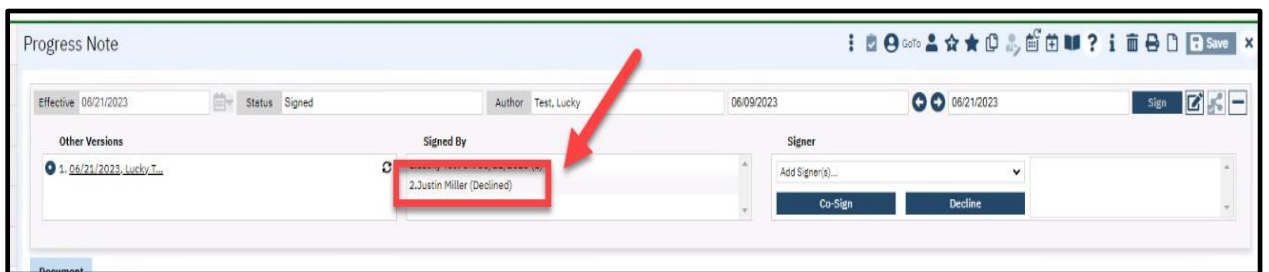 Progress Note
GoTo
? i Save x
Effective 06/21/2023 Status Signed Author Test, Lucky 06/09/2023 06/21/2023 Sign
Other Versions Signed By Signer
1. 06/21/2023, Lucky T...
Add Signer(s)...
2.Justin Miller (Declined)
Co-Sign Decline
Document